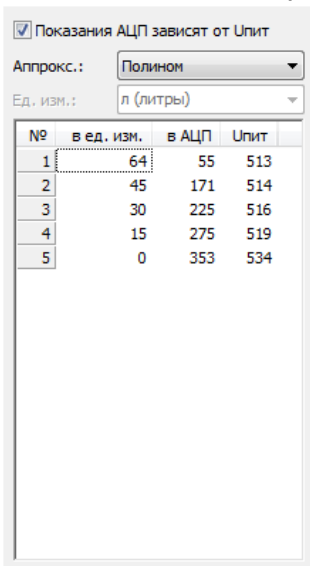 Показания АЦП зависят от Uпит
Аппрокс.: Полином
Ед. изм.: л (литры)
№ в ед. изм. в АЦП Uпит
1 64 55 513
2 45 171 514
3 30 225 516
4 15 275 519
5 0 353 534